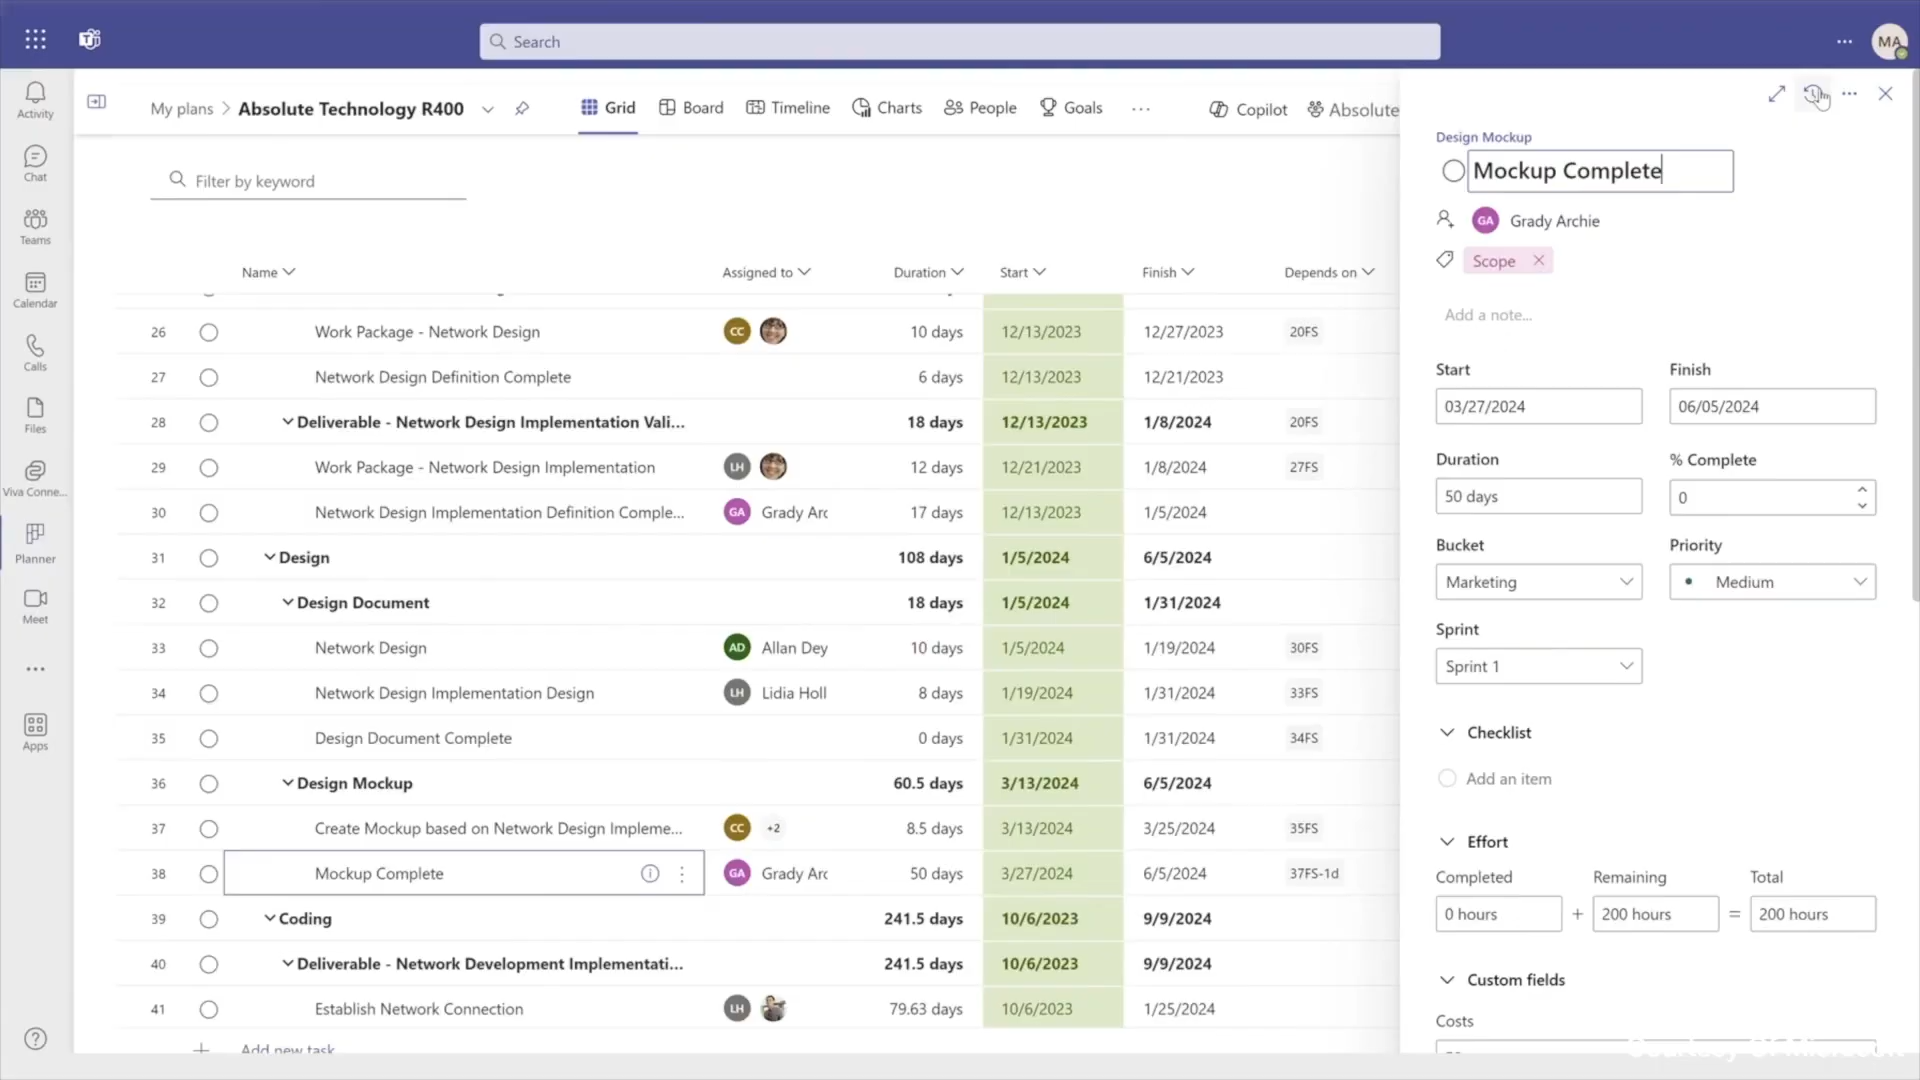 Search
MA
Activity
Chat
Teams
Calendar
Calls
Files
Viva Conne...
Planner
Meet
Apps
My plans > Absolute Technology R400
Grid Board Timeline Charts People Goals ... Copilot Absolute
Filter by keyword
Name Assigned to Duration Start Finish Depends on
26 Work Package - Network Design CC 10 days 12/13/2023 12/27/2023 20FS
27 Network Design Definition Complete 6 days 12/13/2023 12/21/2023
28 Deliverable - Network Design Implementation Vali... 18 days 12/13/2023 1/8/2024 20FS
29 Work Package - Network Design Implementation LH 12 days 12/21/2023 1/8/2024 27FS
30 Network Design Implementation Definition Comple... GA Grady Arc 17 days 12/13/2023 1/5/2024
31 Design 108 days 1/5/2024 6/5/2024
32 Design Document 18 days 1/5/2024 1/31/2024
33 Network Design AD Allan Dey 10 days 1/5/2024 1/19/2024 30FS
34 Network Design Implementation Design LH Lidia Holl 8 days 1/19/2024 1/31/2024 33FS
35 Design Document Complete 0 days 1/31/2024 1/31/2024 34FS
36 Design Mockup 60.5 days 3/13/2024 6/5/2024
37 Create Mockup based on Network Design Impleme... CC +2 8.5 days 3/13/2024 3/25/2024 35FS
38 Mockup Complete GA Grady Arc 50 days 3/27/2024 6/5/2024 37FS-1d
39 Coding 241.5 days 10/6/2023 9/9/2024
40 Deliverable - Network Development Implementati... 241.5 days 10/6/2023 9/9/2024
41 Establish Network Connection LH 79.63 days 10/6/2023 1/25/2024
Add new task
Design Mockup
Mockup Complete
GA Grady Archie
Scope
Add a note...
Start Finish
03/27/2024 06/05/2024
Duration % Complete
50 days 0
Bucket Priority
Marketing Medium
Sprint
Sprint 1
Checklist
Add an item
Effort
Completed Remaining Total
0 hours + 200 hours = 200 hours
Custom fields
Costs
Courtesy Of Microsoft